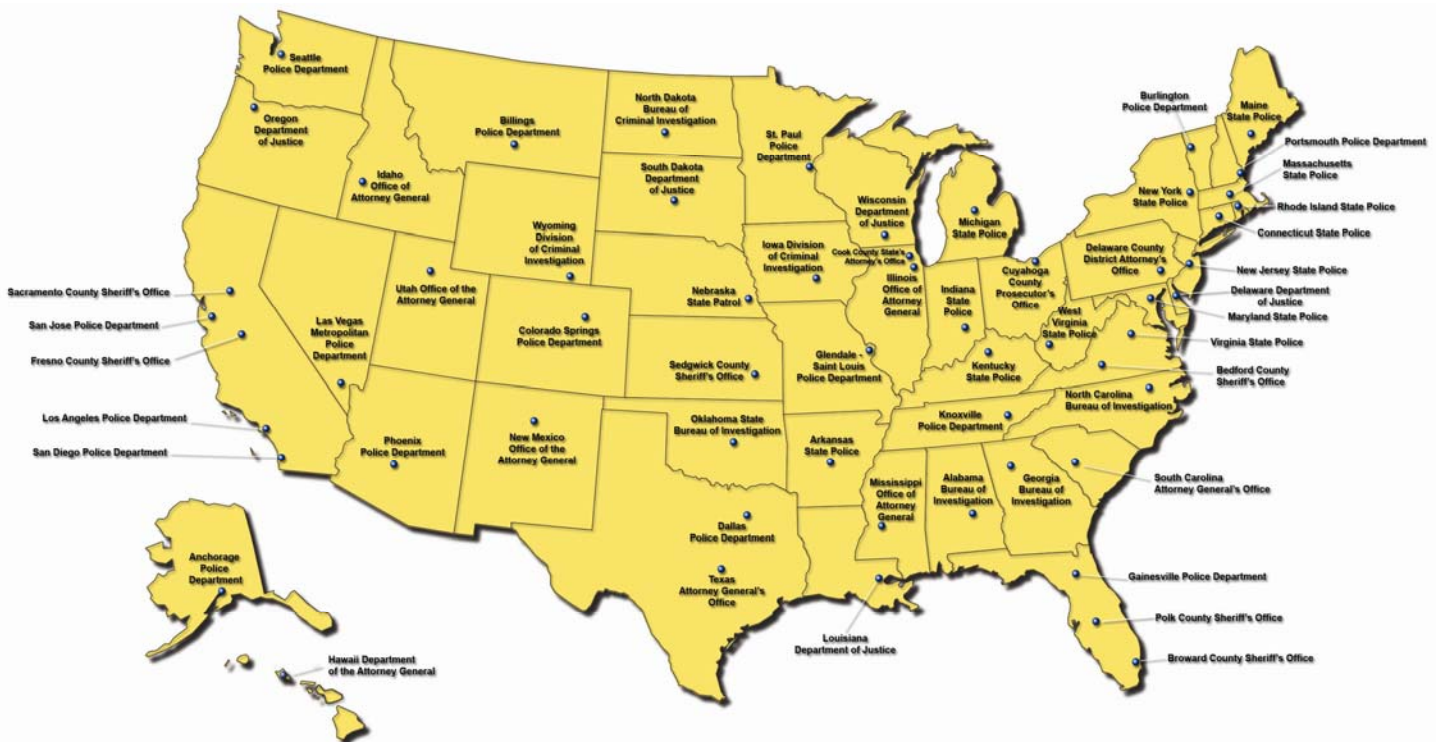 Seattle
Police Department
Oregon
Department
of Justice
Idaho
Office of
Attorney General
Billings
Police Department
North Dakota
Bureau of
Criminal Investigation
South Dakota
Department
of Justice
St. Paul
Police
Department
Wyoming
Division
of Criminal
Investigation
Wisconsin
Department
of Justice
Michigan
State Police
Burlington
Police Department
Maine
State Police
Portsmouth Police Department
Massachusetts
State Police
New York
State Police
Rhode Island State Police
Connecticut State Police
Delaware County
District Attorney's
Office
New Jersey State Police
Delaware Department
of Justice
Maryland State Police
Virginia State Police
Bedford County
Sheriff's Office
West
Virginia
State Police
Cuyahoga
County
Prosecutor's
Office
Cook County State's
Attorney's Office
Illinois
Office of
Attorney
General
Indiana
State
Police
Iowa Division
of Criminal
Investigation
Nebraska
State Patrol
Utah Office of the
Attorney General
Colorado Springs
Police Department
Las Vegas
Metropolitan
Police
Department
Sacramento County Sheriff's Office
San Jose Police Department
Fresno County Sheriff's Office
Los Angeles Police Department
San Diego Police Department
Phoenix
Police Department
New Mexico
Office of the
Attorney General
Sedgwick County
Sheriff's Office
Glendale -
Saint Louis
Police Department
Kentucky
State Police
Oklahoma State
Bureau of Investigation
Arkansas
State Police
Knoxville
Police Department
North Carolina
Bureau of Investigation
South Carolina
Attorney General's Office
Mississippi
Office of
Attorney
General
Alabama
Bureau of
Investigation
Georgia
Bureau of
Investigation
Dallas
Police Department
Texas
Attorney General's
Office
Louisiana
Department of Justice
Gainesville Police Department
Polk County Sheriff's Office
Broward County Sheriff's Office
Anchorage
Police
Department
Hawaii Department
of the Attorney General